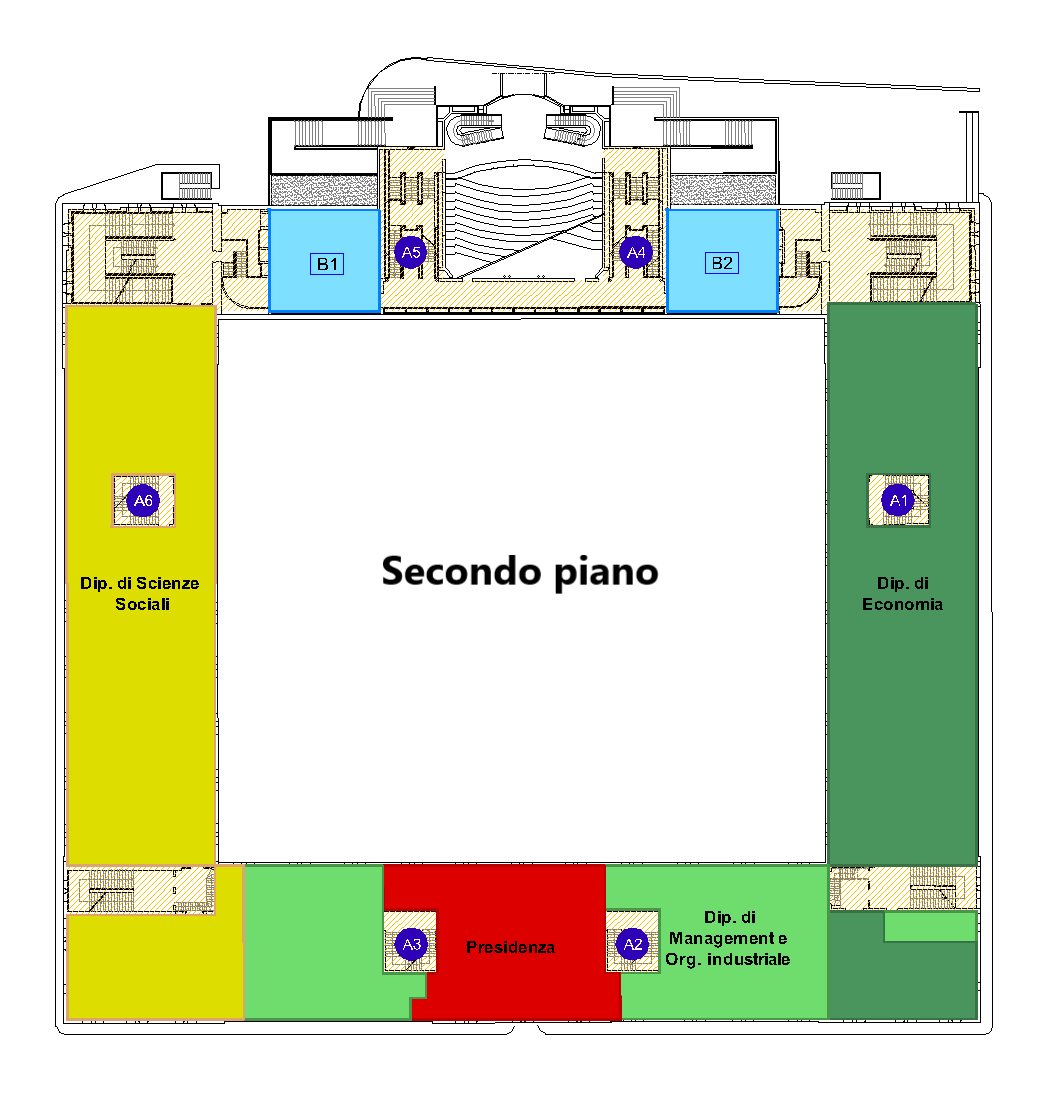 A5
A4
B1
B2
A6
A1
Secondo piano
Dip. di Scienze
Sociali
Dip. di
Economia
A3
Presidenza
A2
Dip. di
Management e
Org. industriale